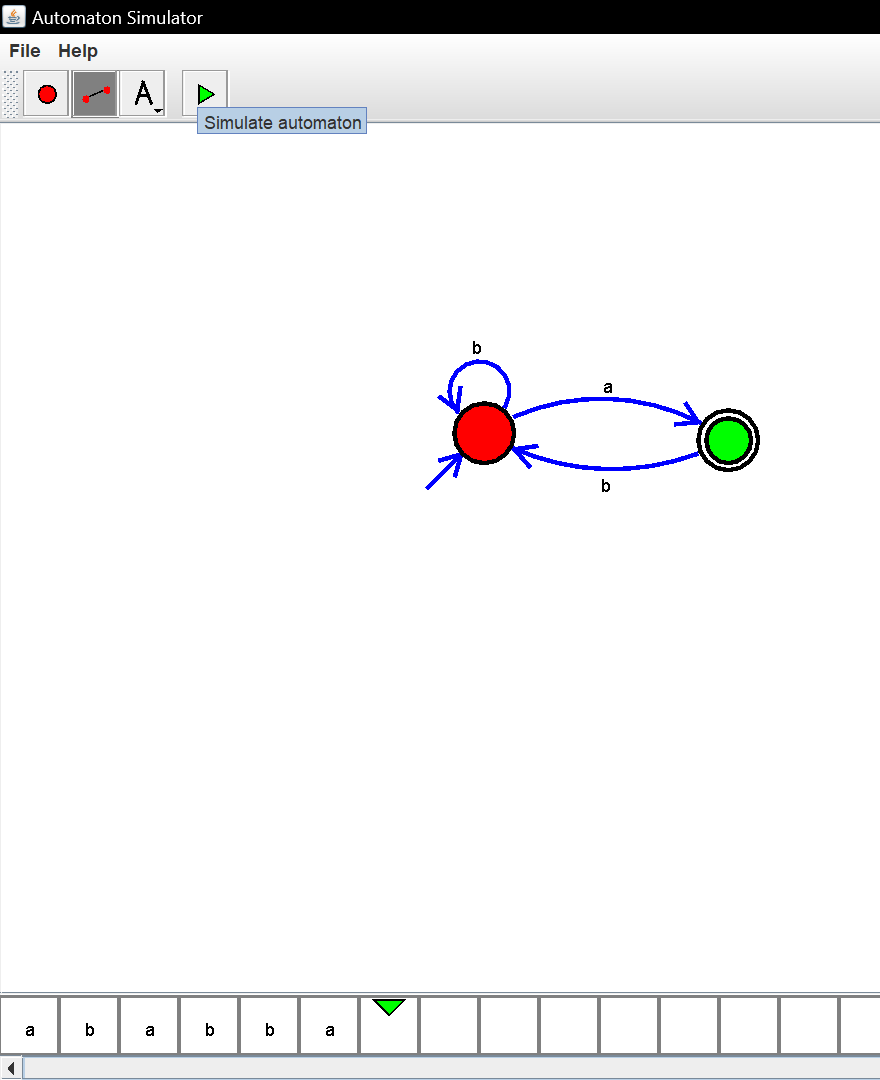 Automaton Simulator
File Help
A
Simulate automaton
b
a
b
a b a b b a